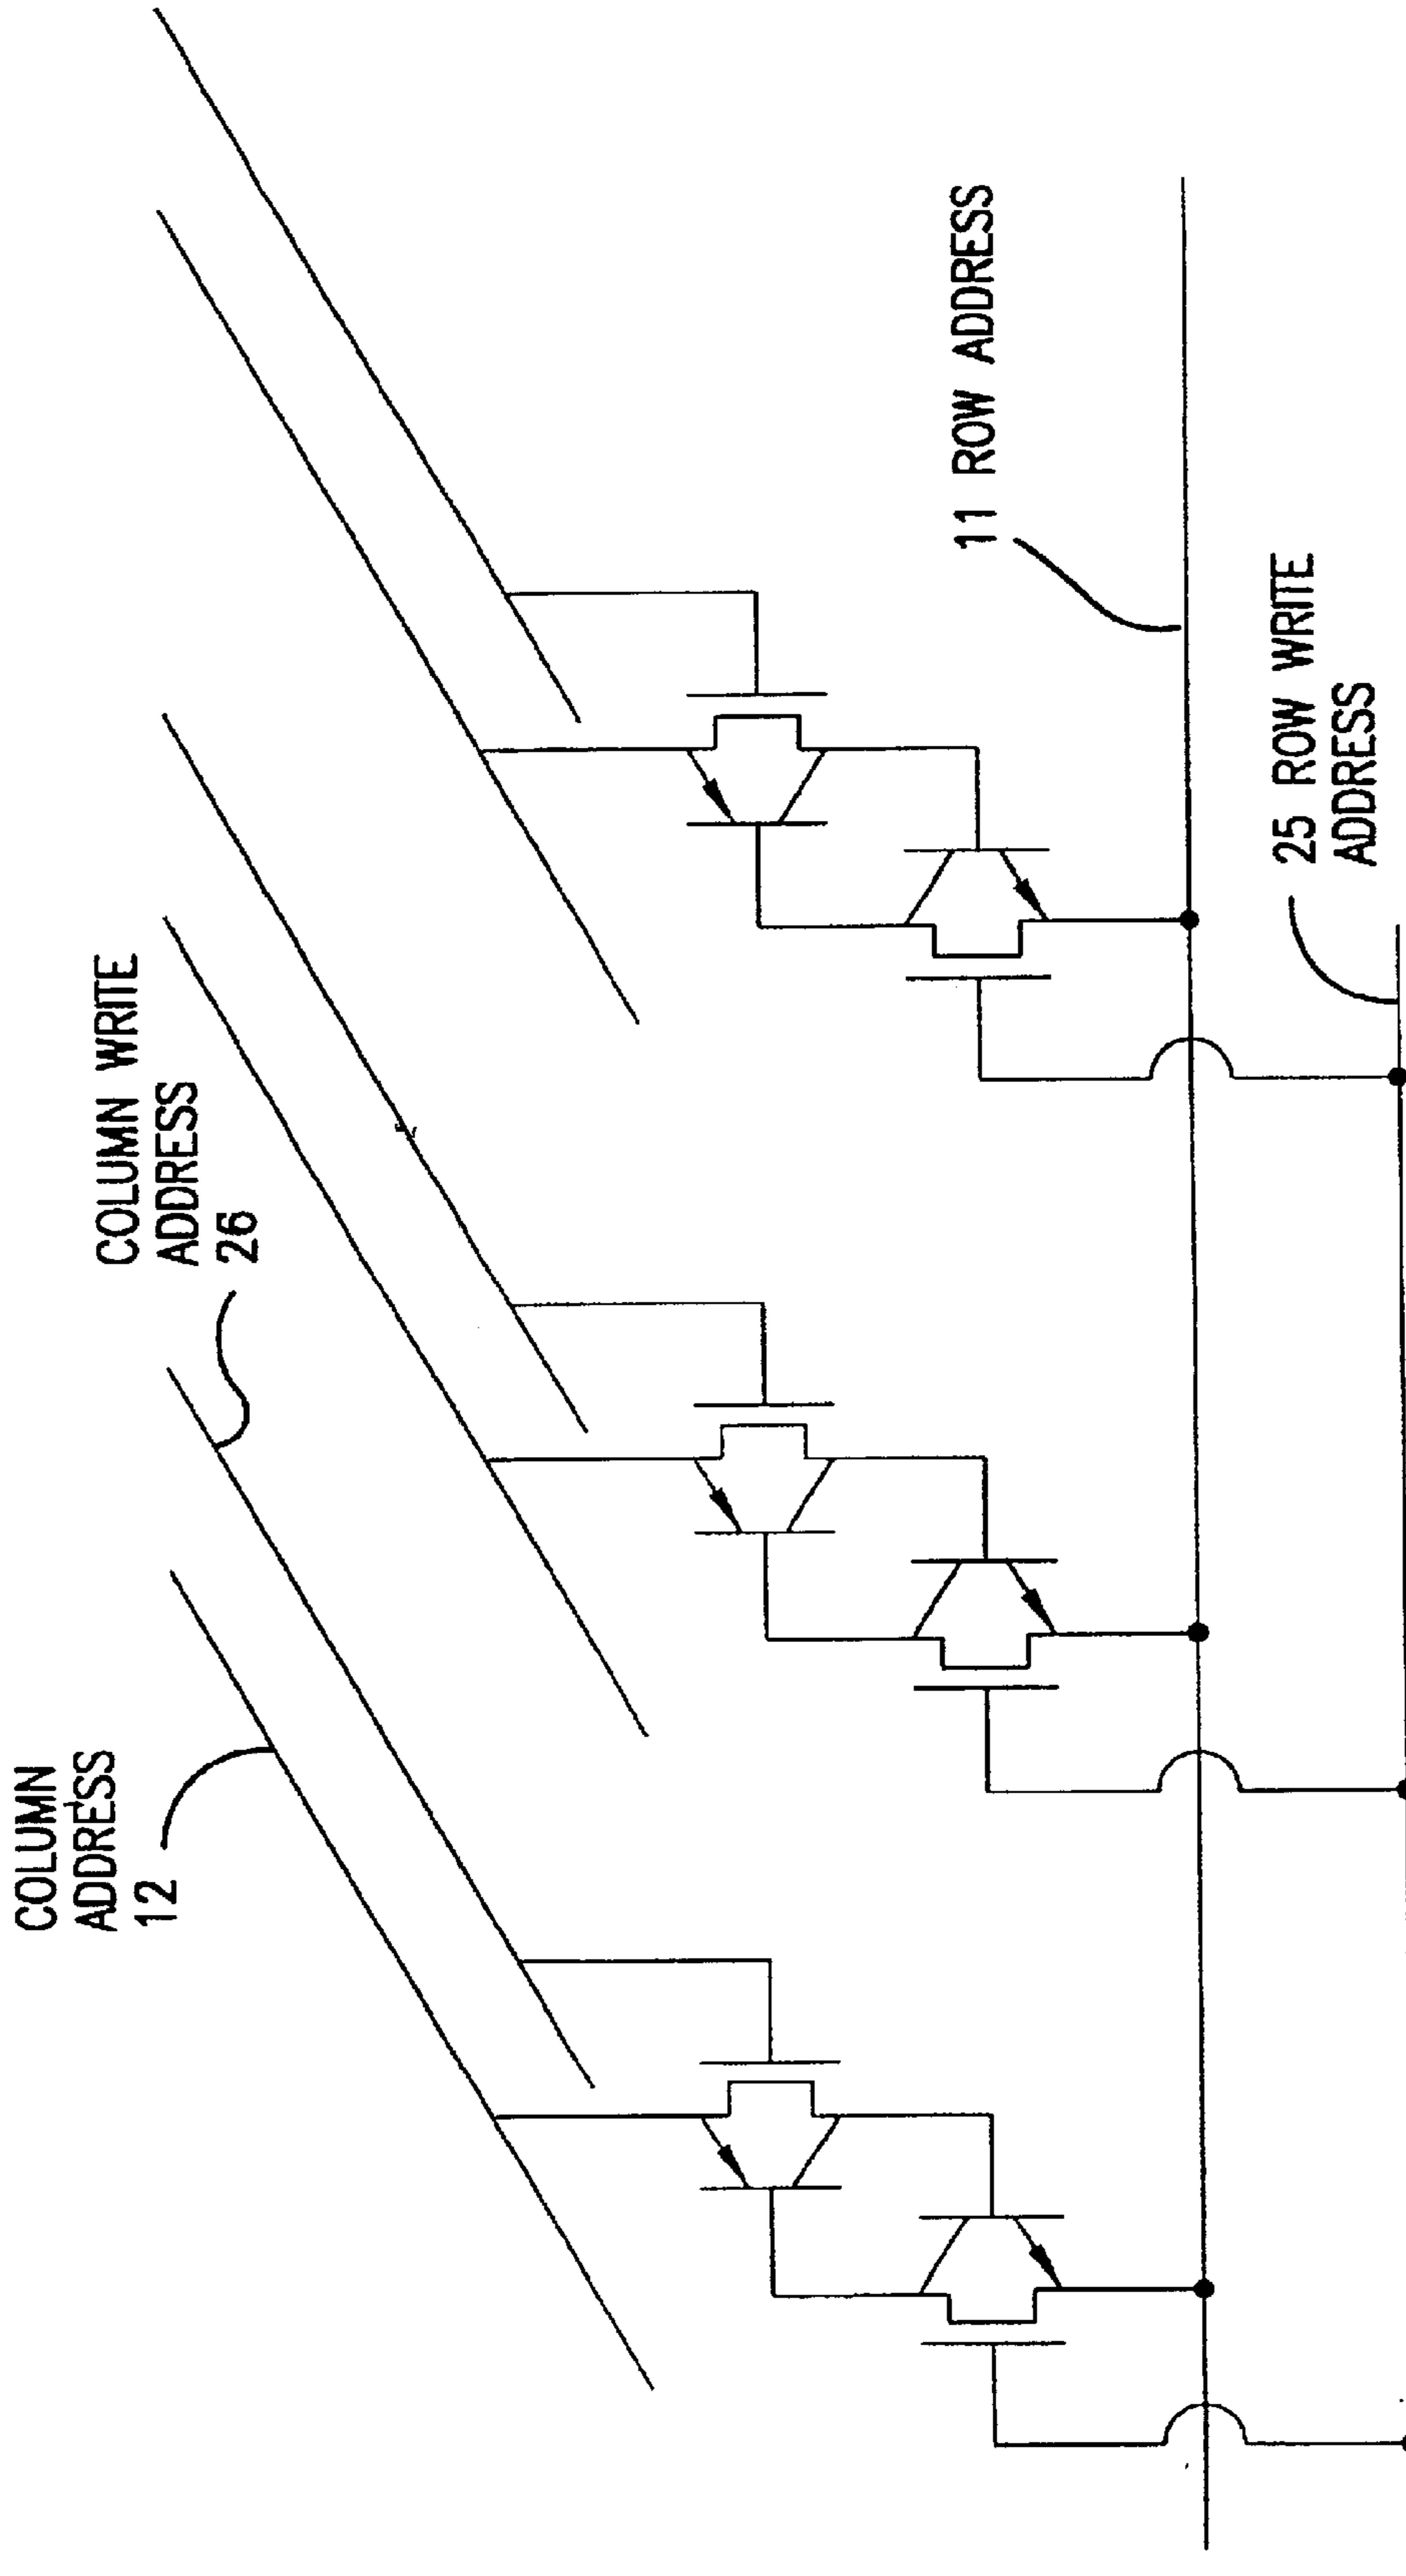 COLUMN
ADDRESS
12
COLUMN WRITE
ADDRESS
26
11 ROW ADDRESS
25 ROW WRITE
ADDRESS